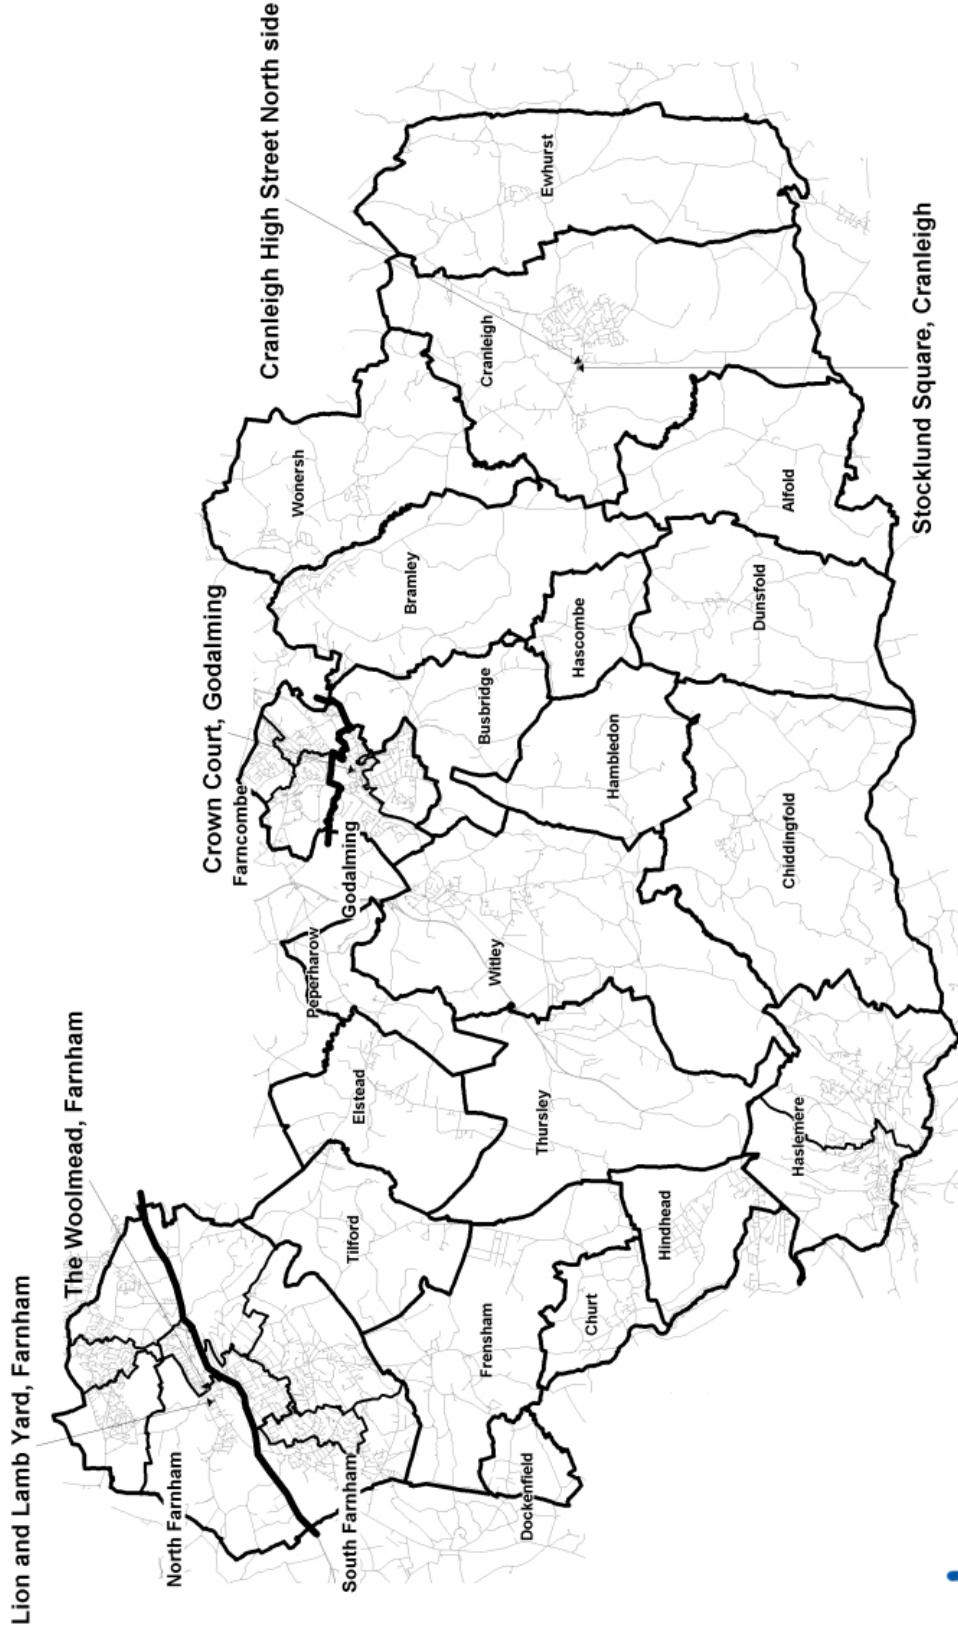 Lion and Lamb Yard, Farnham
The Woolmead, Farnham
Crown Court, Godalming
Cranleigh High Street North side
North Farnham
South Farnham
Farncombe
Godalming
Peperharow
Wonersh
Bramley
Elstead
Tilford
Cranleigh
Ewhurst
Busbridge
Witley
Thursley
Frensham
Dockenfield
Hascombe
Hambledon
Churt
Hindhead
Alfold
Dunsfold
Chiddingfold
Haslemere
Stocklund Square, Cranleigh